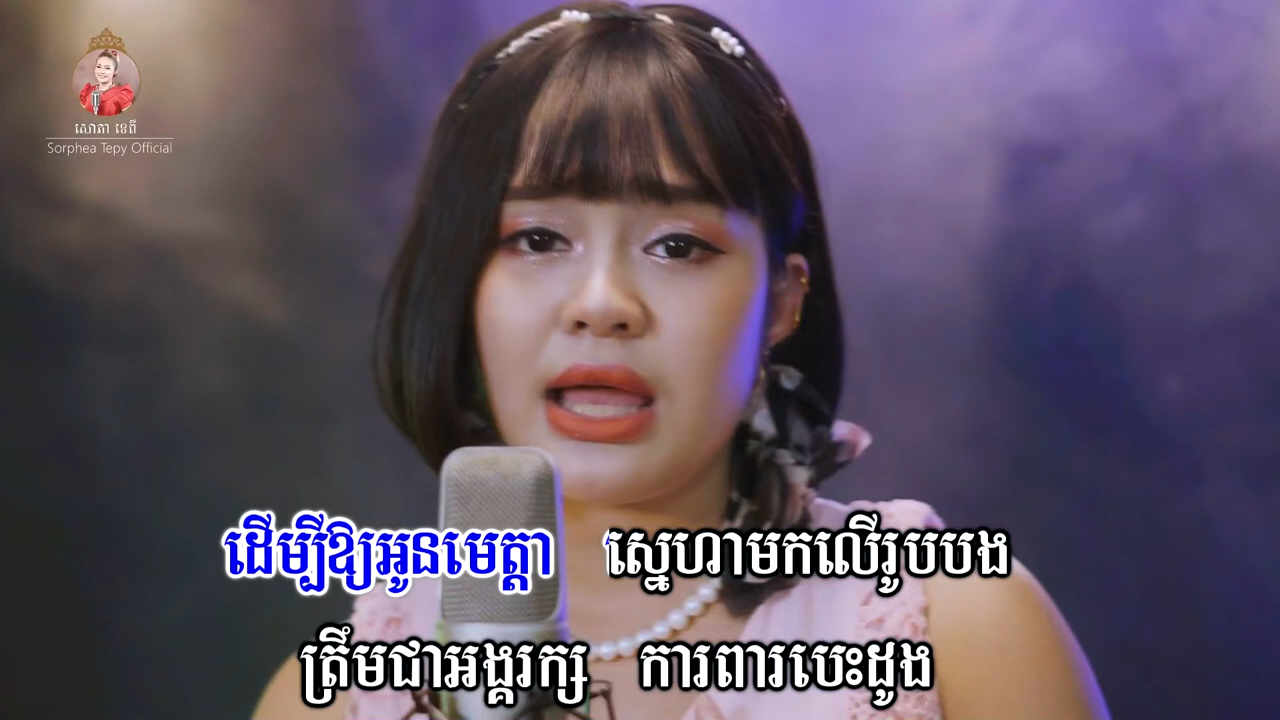 សោភា ទេពី
Sorphea Tepy Official
ដើម្បីឱ្យអូនមេត្តា ស្នេហាមកលើរូបបង
ត្រឹមជាអង្គរក្ស ការពារបេះដូង